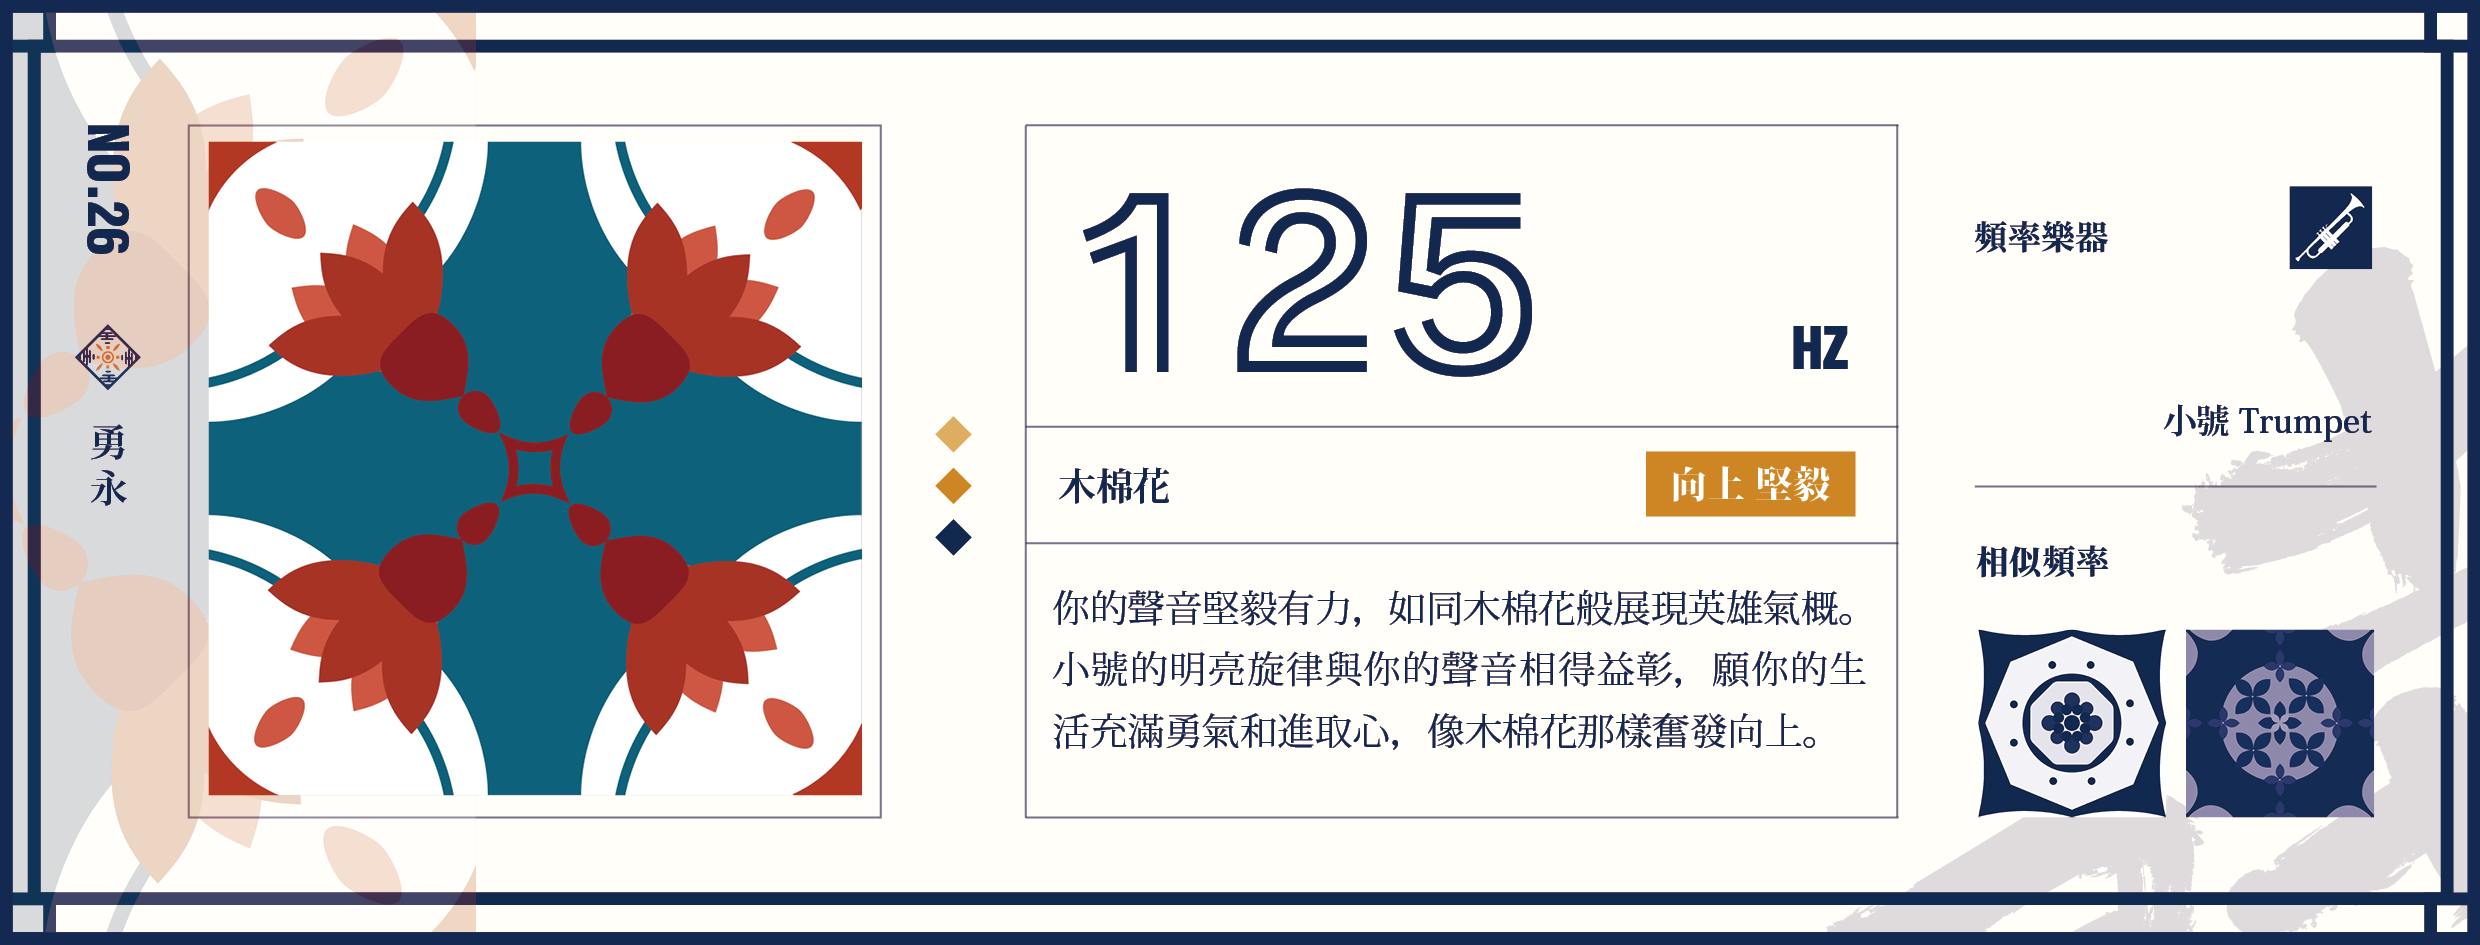 NO.26
勇永
125
HZ
木棉花
向上 堅毅
你的聲音堅毅有力，如同木棉花般展現英雄氣概。
小號的明亮旋律與你的聲音相得益彰，願你的生
活充滿勇氣和進取心，像木棉花那樣奮發向上。
頻率樂器
小號 Trumpet
相似頻率